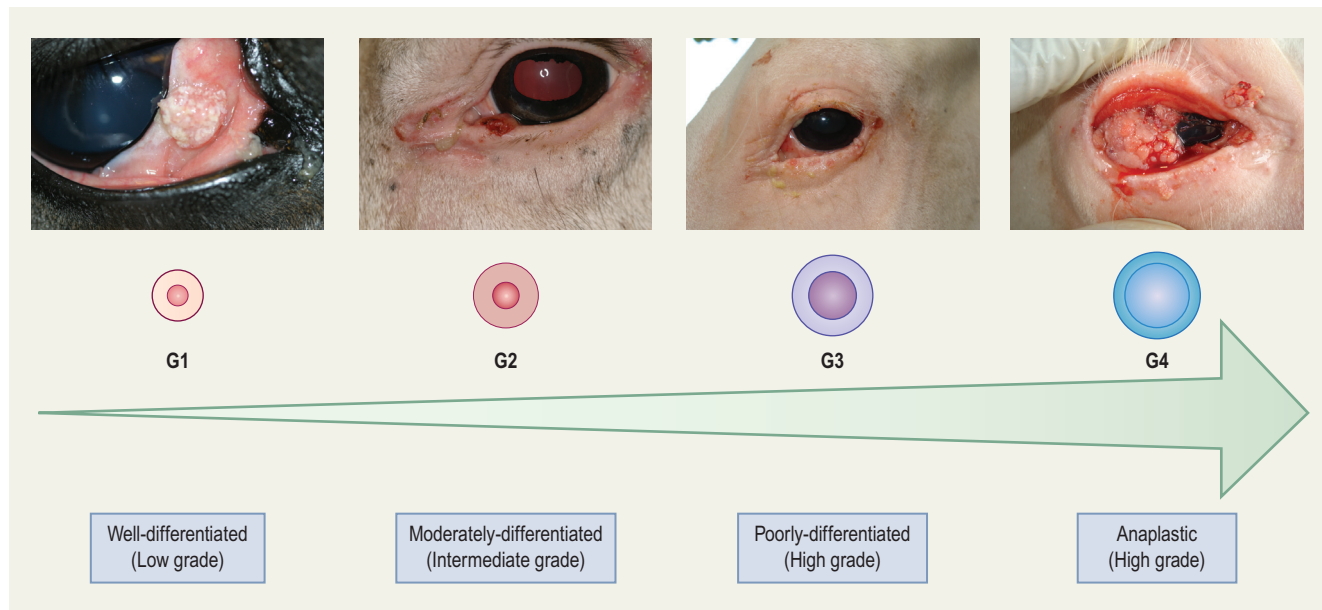 G1
G2
G3
G4
Well-differentiated
(Low grade)
Moderately-differentiated
(Intermediate grade)
Poorly-differentiated
(High grade)
Anaplastic
(High grade)